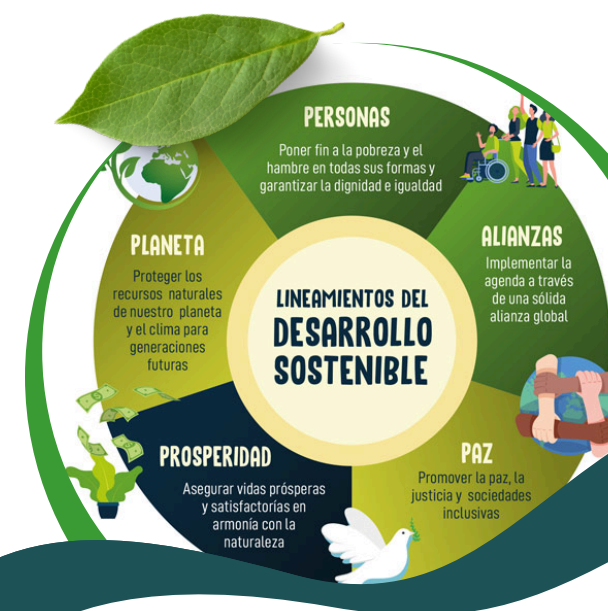 PERSONAS
Poner fin a la pobreza y el
hambre en todas sus formas y
garantizar la dignidad e igualdad
ALIANZAS
Implementar la
agenda a través
de una sólida
alianza global
PLANETA
Proteger los
recursos naturales
de nuestro planeta
y el clima para
generaciones
futuras
LINEAMIENTOS DEL
DESARROLLO
SOSTENIBLE
PROSPERIDAD
Asegurar vidas prósperas
y satisfactorías en
armonía con la
naturaleza
PAZ
Promover la paz, la
justicia y sociedades
inclusivas